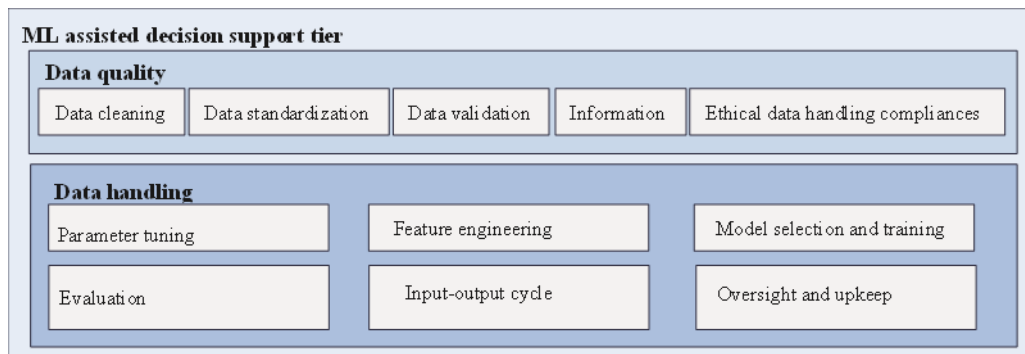 ML assisted decision support tier
Data quality
Data cleaning
Data standardization
Data validation
Information
Ethical data handling compliances
Data handling
Parameter tuning
Feature engineering
Model selection and training
Evaluation
Input-output cycle
Oversight and upkeep